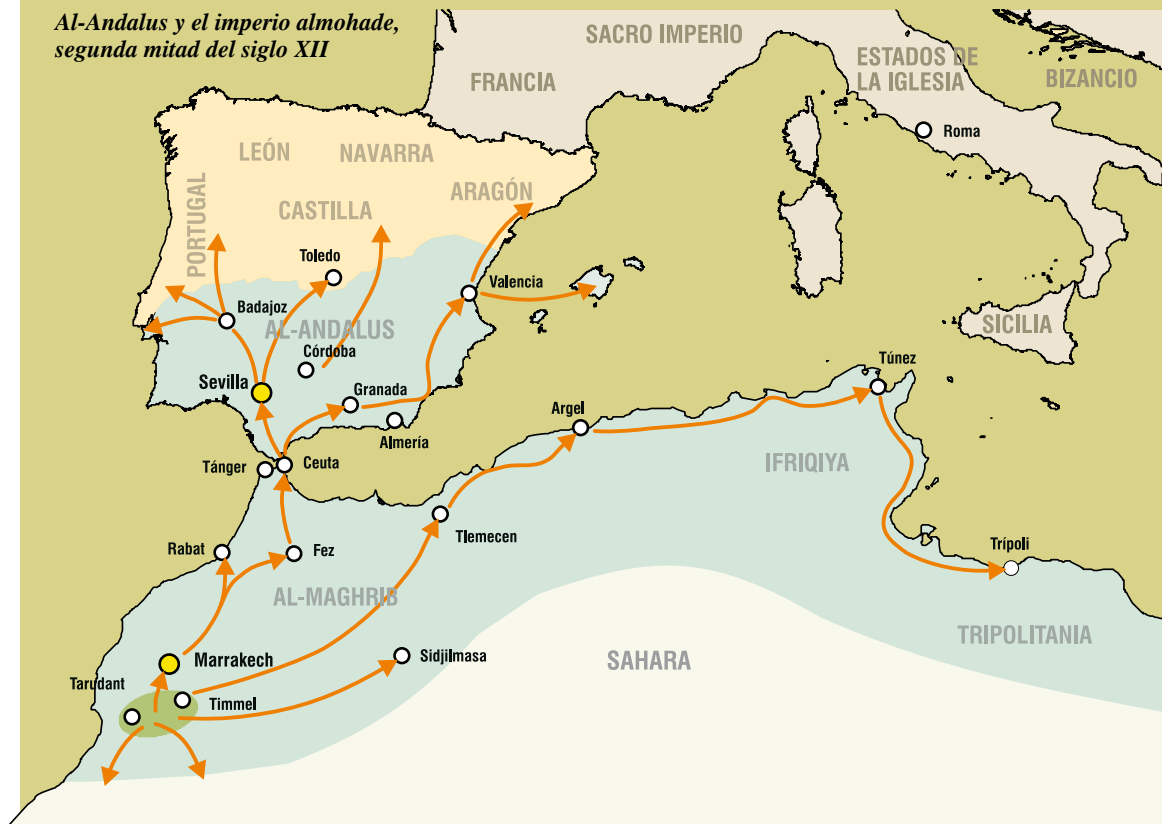 Al-Andalus y el imperio almohade,
segunda mitad del siglo XII
SACRO IMPERIO
FRANCIA
ESTADOS DE
LA IGLESIA
BIZANCIO
Roma
LEÓN
NAVARRA
ARAGÓN
PORTUGAL
CASTILLA
Toledo
Valencia
Badajoz
AL-ANDALUS
SICILIA
Córdoba
Sevilla
Granada
Túnez
Argel
Almería
Tánger
Ceuta
IFRIQIYA
Tlemecen
Rabat
Fez
Trípoli
AL-MAGHRIB
TRIPOLITANIA
Marrakech
Sidjilmasa
SAHARA
Tarudant
Timmel